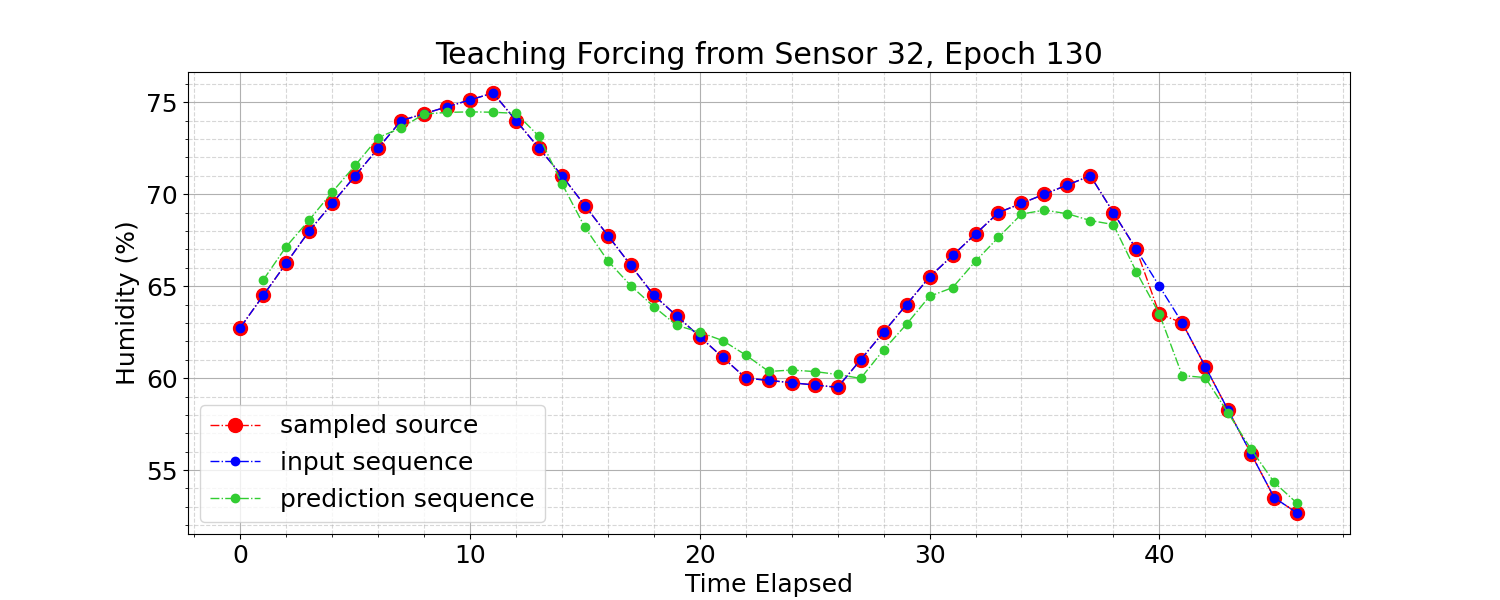 Teaching Forcing from Sensor 32, Epoch 130
Humidity (%)
75
70
65
60
55
sampled source
input sequence
prediction sequence
0 10 20 30 40
Time Elapsed